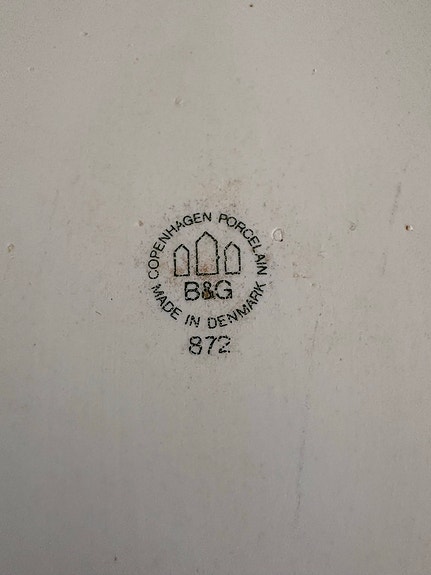 COPENHAGEN PORCELAIN
B&G
MADE IN DENMARK
872